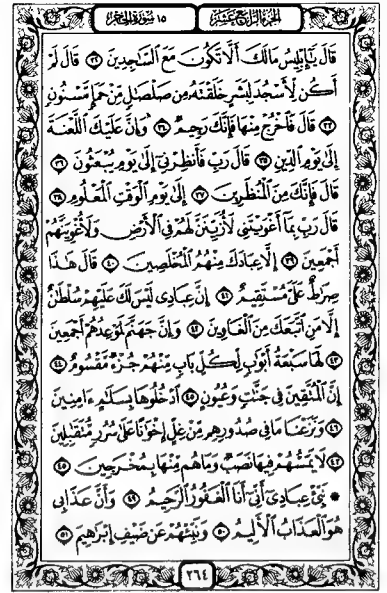 الجزء الرابع عشر ١٥ سورة الحجر
قَالَ يَٰٓإِبۡلِيسُ مَا لَكَ أَلَّا تَكُونَ مَعَ ٱلسَّٰجِدِينَ ٣٢ قَالَ لَمۡ
أَكُن لِّأَسۡجُدَ لِبَشَرٍ خَلَقۡتَهُۥ مِن صَلۡصَٰلٖ مِّنۡ حَمَإٖ مَّسۡنُونٖ
٣٣ قَالَ فَٱخۡرُجۡ مِنۡهَا فَإِنَّكَ رَجِيمٞ ٣٤ وَإِنَّ عَلَيۡكَ ٱللَّعۡنَةَ
إِلَىٰ يَوۡمِ ٱلدِّينِ ٣٥ قَالَ رَبِّ فَأَنظِرۡنِيٓ إِلَىٰ يَوۡمِ يُبۡعَثُونَ ٣٦
قَالَ فَإِنَّكَ مِنَ ٱلۡمُنظَرِينَ ٣٧ إِلَىٰ يَوۡمِ ٱلۡوَقۡتِ ٱلۡمَعۡلُومِ ٣٨
قَالَ رَبِّ بِمَآ أَغۡوَيۡتَنِي لَأُزَيِّنَنَّ لَهُمۡ فِي ٱلۡأَرۡضِ وَلَأُغۡوِيَنَّهُمۡ
أَجۡمَعِينَ ٣٩ إِلَّا عِبَادَكَ مِنۡهُمُ ٱلۡمُخۡلَصِينَ ٤٠ قَالَ هَٰذَا
صِرَٰطٌ عَلَيَّ مُسۡتَقِيمٌ ٤١ إِنَّ عِبَادِي لَيۡسَ لَكَ عَلَيۡهِمۡ سُلۡطَٰنٌ
إِلَّا مَنِ ٱتَّبَعَكَ مِنَ ٱلۡغَاوِينَ ٤٢ وَإِنَّ جَهَنَّمَ لَمَوۡعِدُهُمۡ أَجۡمَعِينَ
٤٣ لَهَا سَبۡعَةُ أَبۡوَٰبٖ لِّكُلِّ بَابٖ مِّنۡهُمۡ جُزۡءٞ مَّقۡسُومٌ ٤٤
إِنَّ ٱلۡمُتَّقِينَ فِي جَنَّٰتٖ وَعُيُونٍ ٤٥ ٱدۡخُلُوهَا بِسَلَٰمٍ ءَامِنِينَ
٤٦ وَنَزَعۡنَا مَا فِي صُدُورِهِم مِّنۡ غِلٍّ إِخۡوَٰنًا عَلَىٰ سُرُرٖ مُّتَقَٰبِلِينَ
٤٧ لَا يَمَسُّهُمۡ فِيهَا نَصَبٞ وَمَا هُم مِّنۡهَا بِمُخۡرَجِينَ ٤٨
* نَبِّئۡ عِبَادِيٓ أَنِّيٓ أَنَا ٱلۡغَفُورُ ٱلرَّحِيمُ ٤٩ وَأَنَّ عَذَابِي
هُوَ ٱلۡعَذَابُ ٱلۡأَلِيمُ ٥٠ وَنَبِّئۡهُمۡ عَن ضَيۡفِ إِبۡرَٰهِيمَ ٥١
٢٦٤